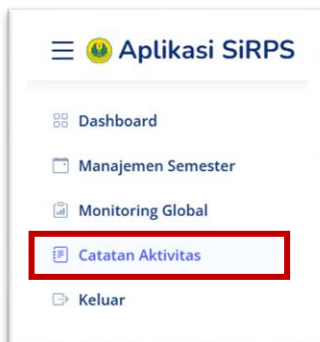 Aplikasi SiRPS
Dashboard
Manajemen Semester
Monitoring Global
Catatan Aktivitas
Keluar